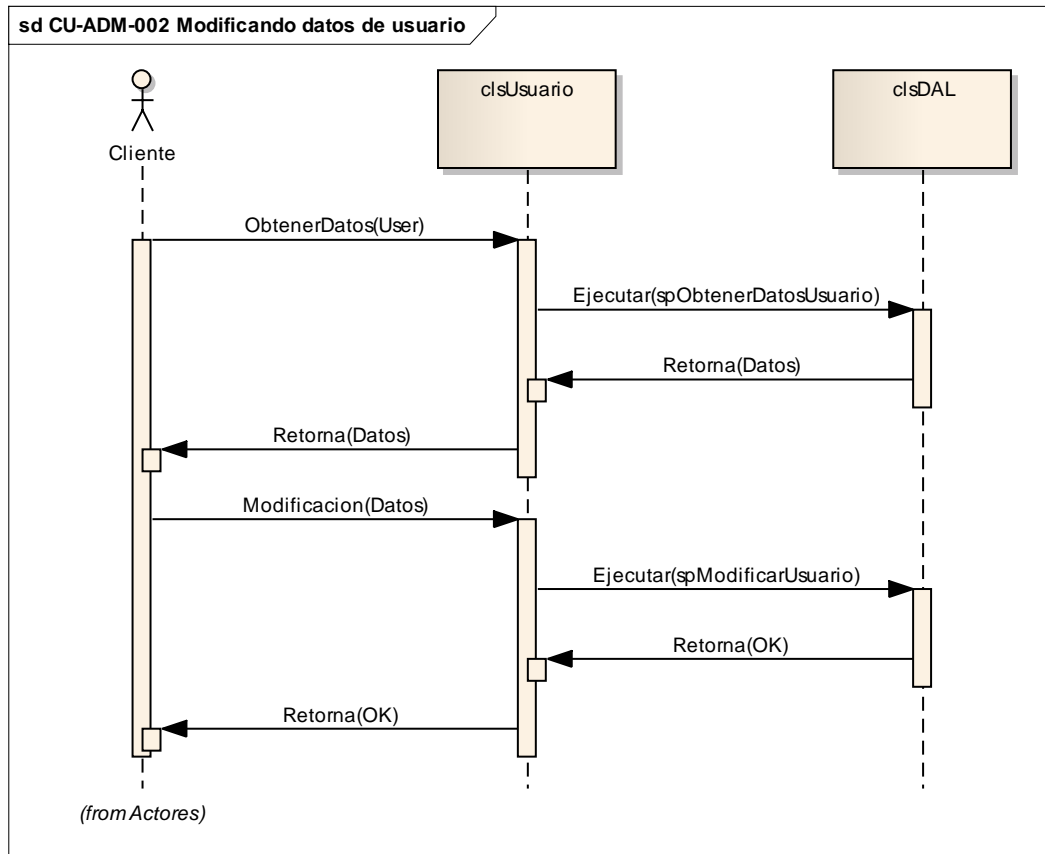 sd CU-ADM-002 Modificando datos de usuario
clsUsuario
clsDAL
Cliente
ObtenerDatos(User)
Ejecutar(spObtenerDatosUsuario)
Retorna(Datos)
Retorna(Datos)
Modificacion(Datos)
Ejecutar(spModificarUsuario)
Retorna(OK)
Retorna(OK)
(from Actores)